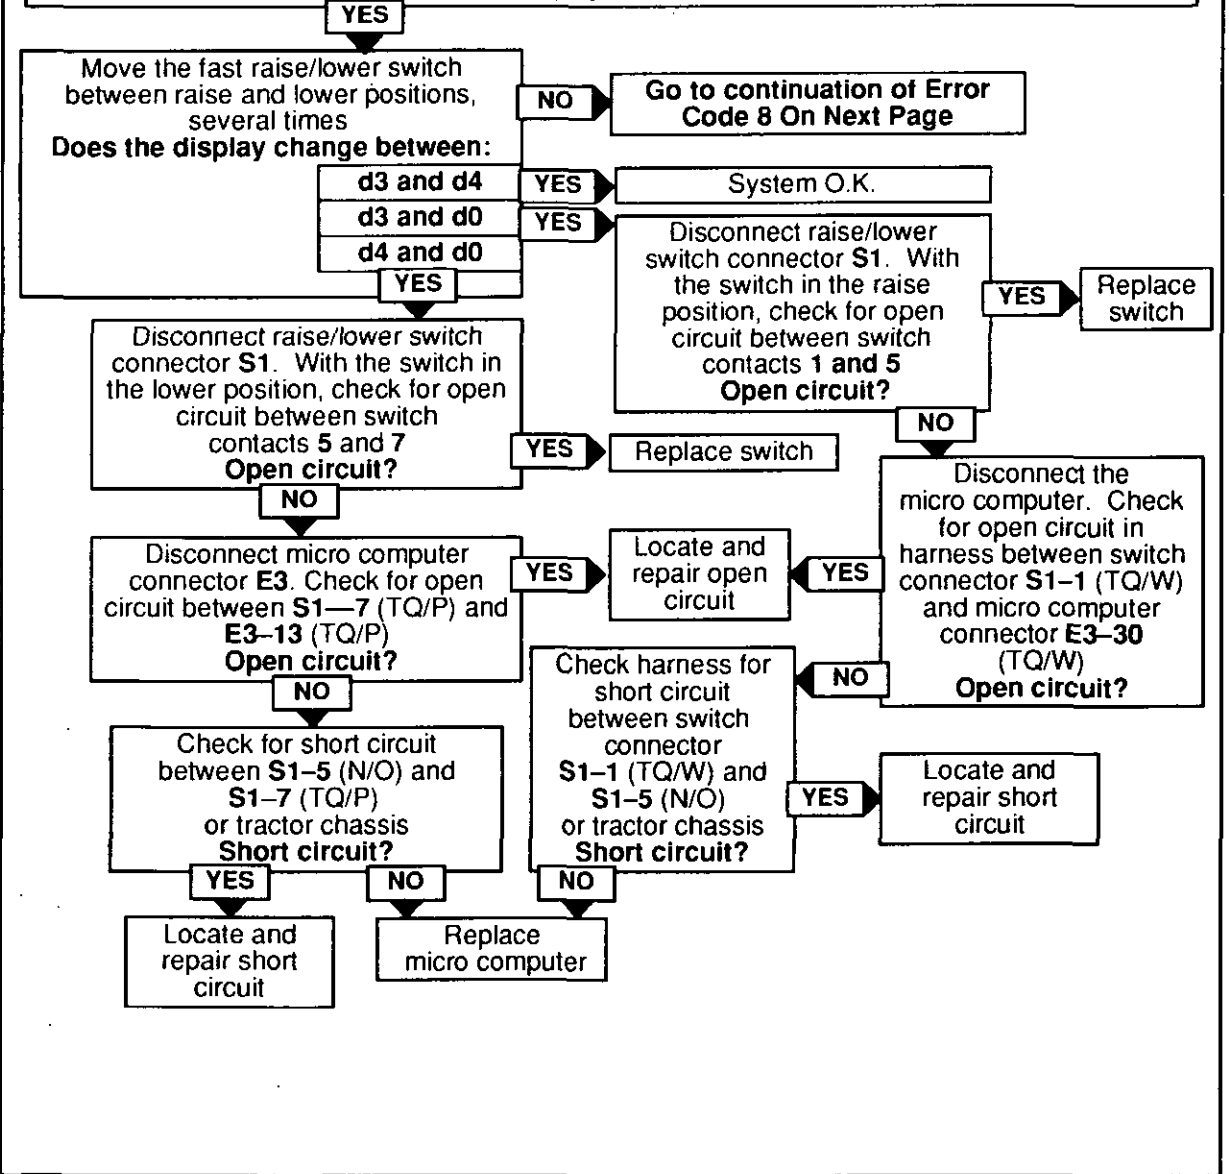 YES
Move the fast raise/lower switch
between raise and lower positions,
several times
Does the display change between:
NO
Go to continuation of Error
Code 8 On Next Page
d3 and d4
YES
System O.K.
d3 and d0
YES
d4 and d0
YES
Disconnect raise/lower
switch connector S1. With
the switch in the raise
position, check for open
circuit between switch
contacts 1 and 5
Open circuit?
YES
Replace
switch
NO
Disconnect raise/lower switch
connector S1. With the switch in
the lower position, check for open
circuit between switch
contacts 5 and 7
Open circuit?
YES
Replace switch
NO
Disconnect the
micro computer. Check
for open circuit in
harness between switch
connector S1–1 (TQ/W)
and micro computer
connector E3–30
(TQ/W)
Open circuit?
YES
Locate and
repair open
circuit
NO
Disconnect micro computer
connector E3. Check for open
circuit between S1—7 (TQ/P) and
E3–13 (TQ/P)
Open circuit?
YES
NO
Check harness for
short circuit
between switch
connector
S1–1 (TQ/W) and
S1–5 (N/O)
or tractor chassis
Short circuit?
YES
Locate and
repair short
circuit
NO
Check for short circuit
between S1–5 (N/O) and
S1–7 (TQ/P)
or tractor chassis
Short circuit?
YES
NO
Locate and
repair short
circuit
Replace
micro computer